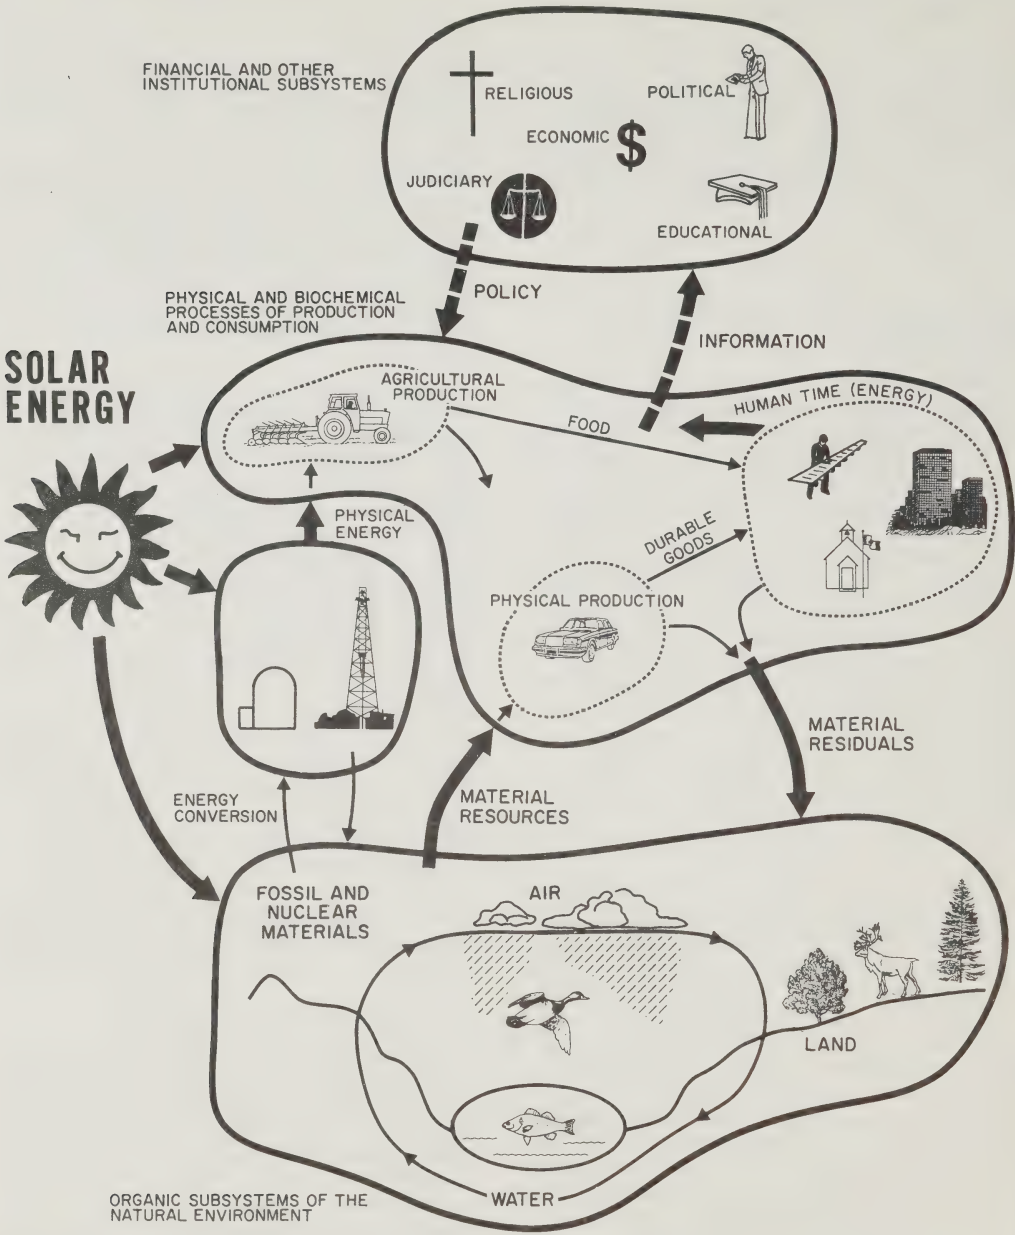 FINANCIAL AND OTHER
INSTITUTIONAL SUBSYSTEMS
RELIGIOUS
POLITICAL
ECONOMIC $
JUDICIARY
EDUCATIONAL
POLICY
PHYSICAL AND BIOCHEMICAL
PROCESSES OF PRODUCTION
AND CONSUMPTION
INFORMATION
SOLAR
ENERGY
AGRICULTURAL
PRODUCTION
HUMAN TIME (ENERGY)
FOOD
PHYSICAL
ENERGY
DURABLE
GOODS
PHYSICAL PRODUCTION
MATERIAL
RESIDUALS
ENERGY
CONVERSION
MATERIAL
RESOURCES
FOSSIL AND
NUCLEAR
MATERIALS
AIR
LAND
WATER
ORGANIC SUBSYSTEMS OF THE
NATURAL ENVIRONMENT